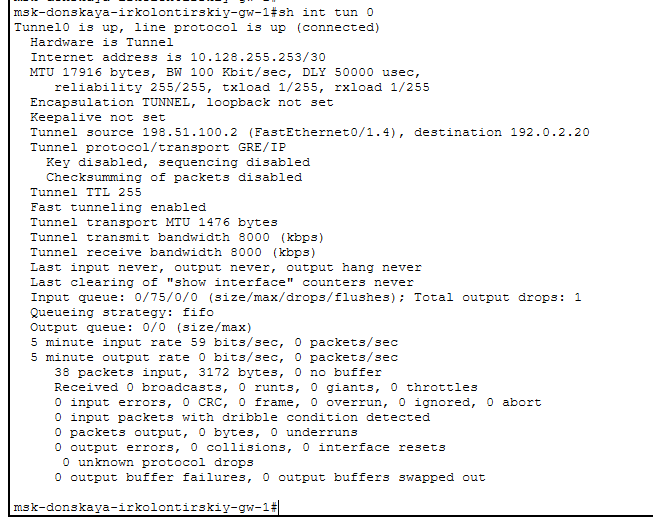 msk-donskaya-irkolontirskiy-gw-1#sh int tun 0
Tunnel0 is up, line protocol is up (connected)
  Hardware is Tunnel
  Internet address is 10.128.255.253/30
  MTU 17916 bytes, BW 100 Kbit/sec, DLY 50000 usec,
     reliability 255/255, txload 1/255, rxload 1/255
  Encapsulation TUNNEL, loopback not set
  Keepalive not set
  Tunnel source 198.51.100.2 (FastEthernet0/1.4), destination 192.0.2.20
  Tunnel protocol/transport GRE/IP
    Key disabled, sequencing disabled
    Checksumming of packets disabled
  Tunnel TTL 255
  Fast tunneling enabled
  Tunnel transport MTU 1476 bytes
  Tunnel transmit bandwidth 8000 (kbps)
  Tunnel receive bandwidth 8000 (kbps)
  Last input never, output never, output hang never
  Last clearing of "show interface" counters never
  Input queue: 0/75/0/0 (size/max/drops/flushes); Total output drops: 1
  Queueing strategy: fifo
  Output queue: 0/0 (size/max)
  5 minute input rate 59 bits/sec, 0 packets/sec
  5 minute output rate 0 bits/sec, 0 packets/sec
     38 packets input, 3172 bytes, 0 no buffer
     Received 0 broadcasts, 0 runts, 0 giants, 0 throttles
     0 input errors, 0 CRC, 0 frame, 0 overrun, 0 ignored, 0 abort
     0 input packets with dribble condition detected
     0 packets output, 0 bytes, 0 underruns
     0 output errors, 0 collisions, 0 interface resets
      0 unknown protocol drops
     0 output buffer failures, 0 output buffers swapped out
msk-donskaya-irkolontirskiy-gw-1#